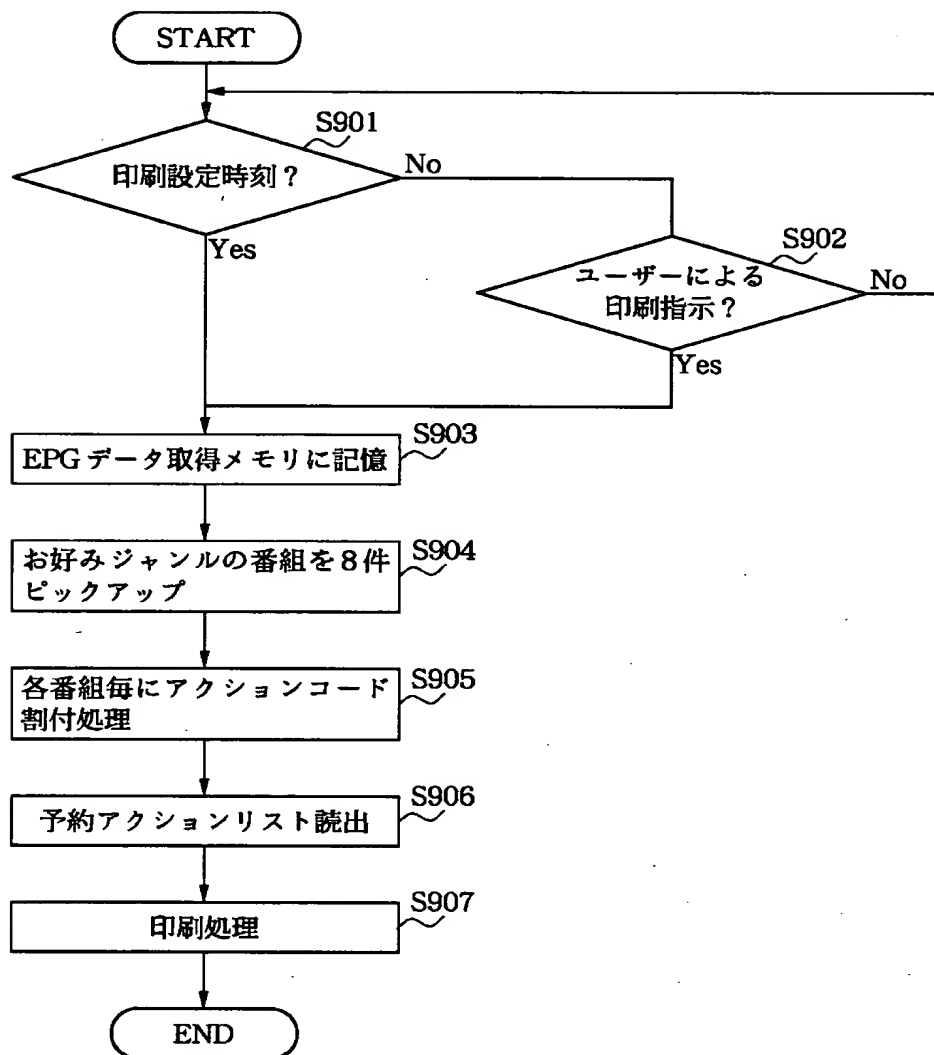 START
S901
印刷設定時刻？
No
Yes
S902
ユーザーによる
印刷指示？
No
Yes
S903
EPGデータ取得メモリに記憶
S904
お好みジャンルの番組を8件
ピックアップ
S905
各番組毎にアクションコード
割付処理
S906
予約アクションリスト読出
S907
印刷処理
END